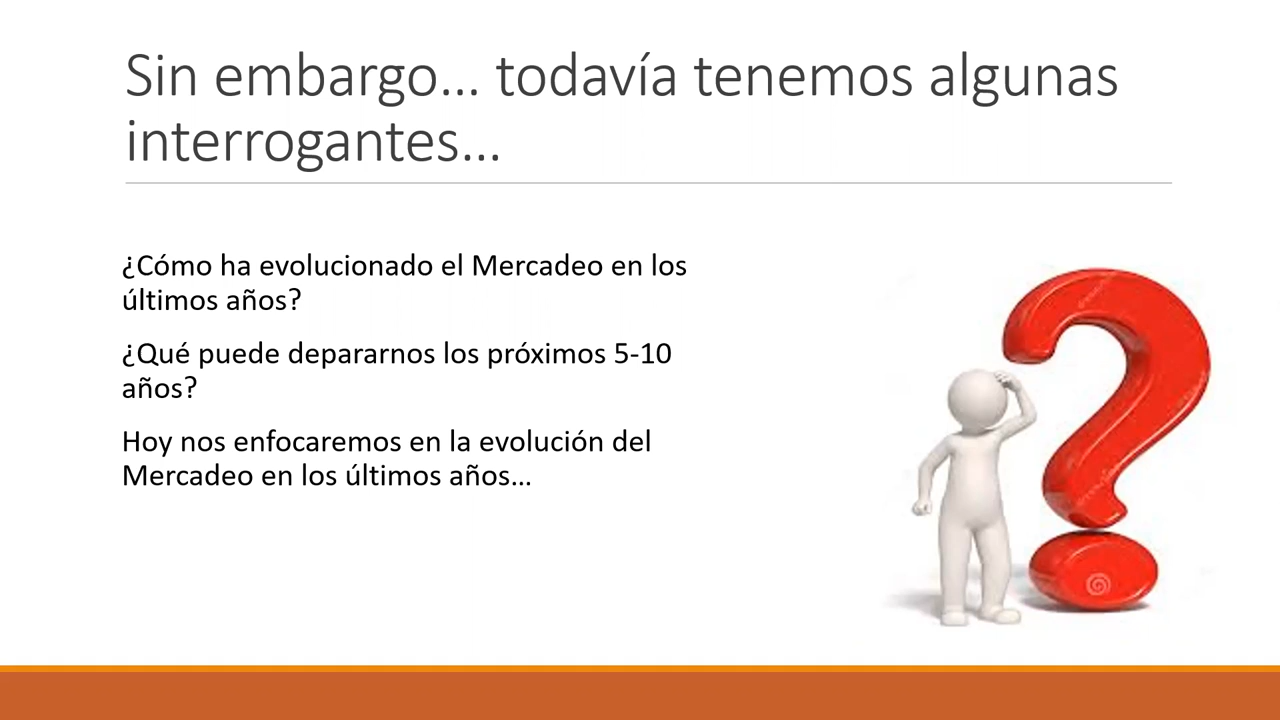 Sin embargo... todavía tenemos algunas
interrogantes...
¿Cómo ha evolucionado el Mercadeo en los
últimos años?
¿Qué puede depararnos los próximos 5-10
años?
Hoy nos enfocaremos en la evolución del
Mercadeo en los últimos años...